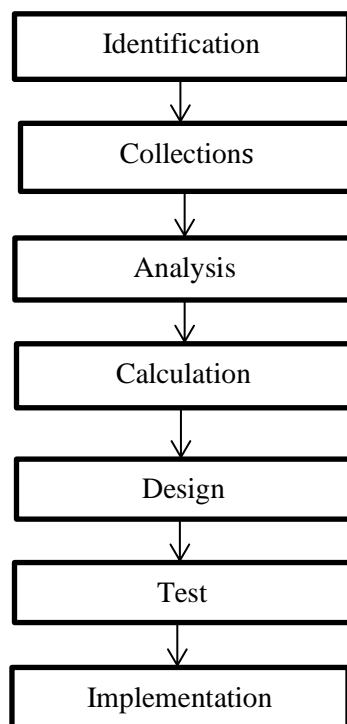 Identification
Collections
Analysis
Calculation
Design
Test
Implementation